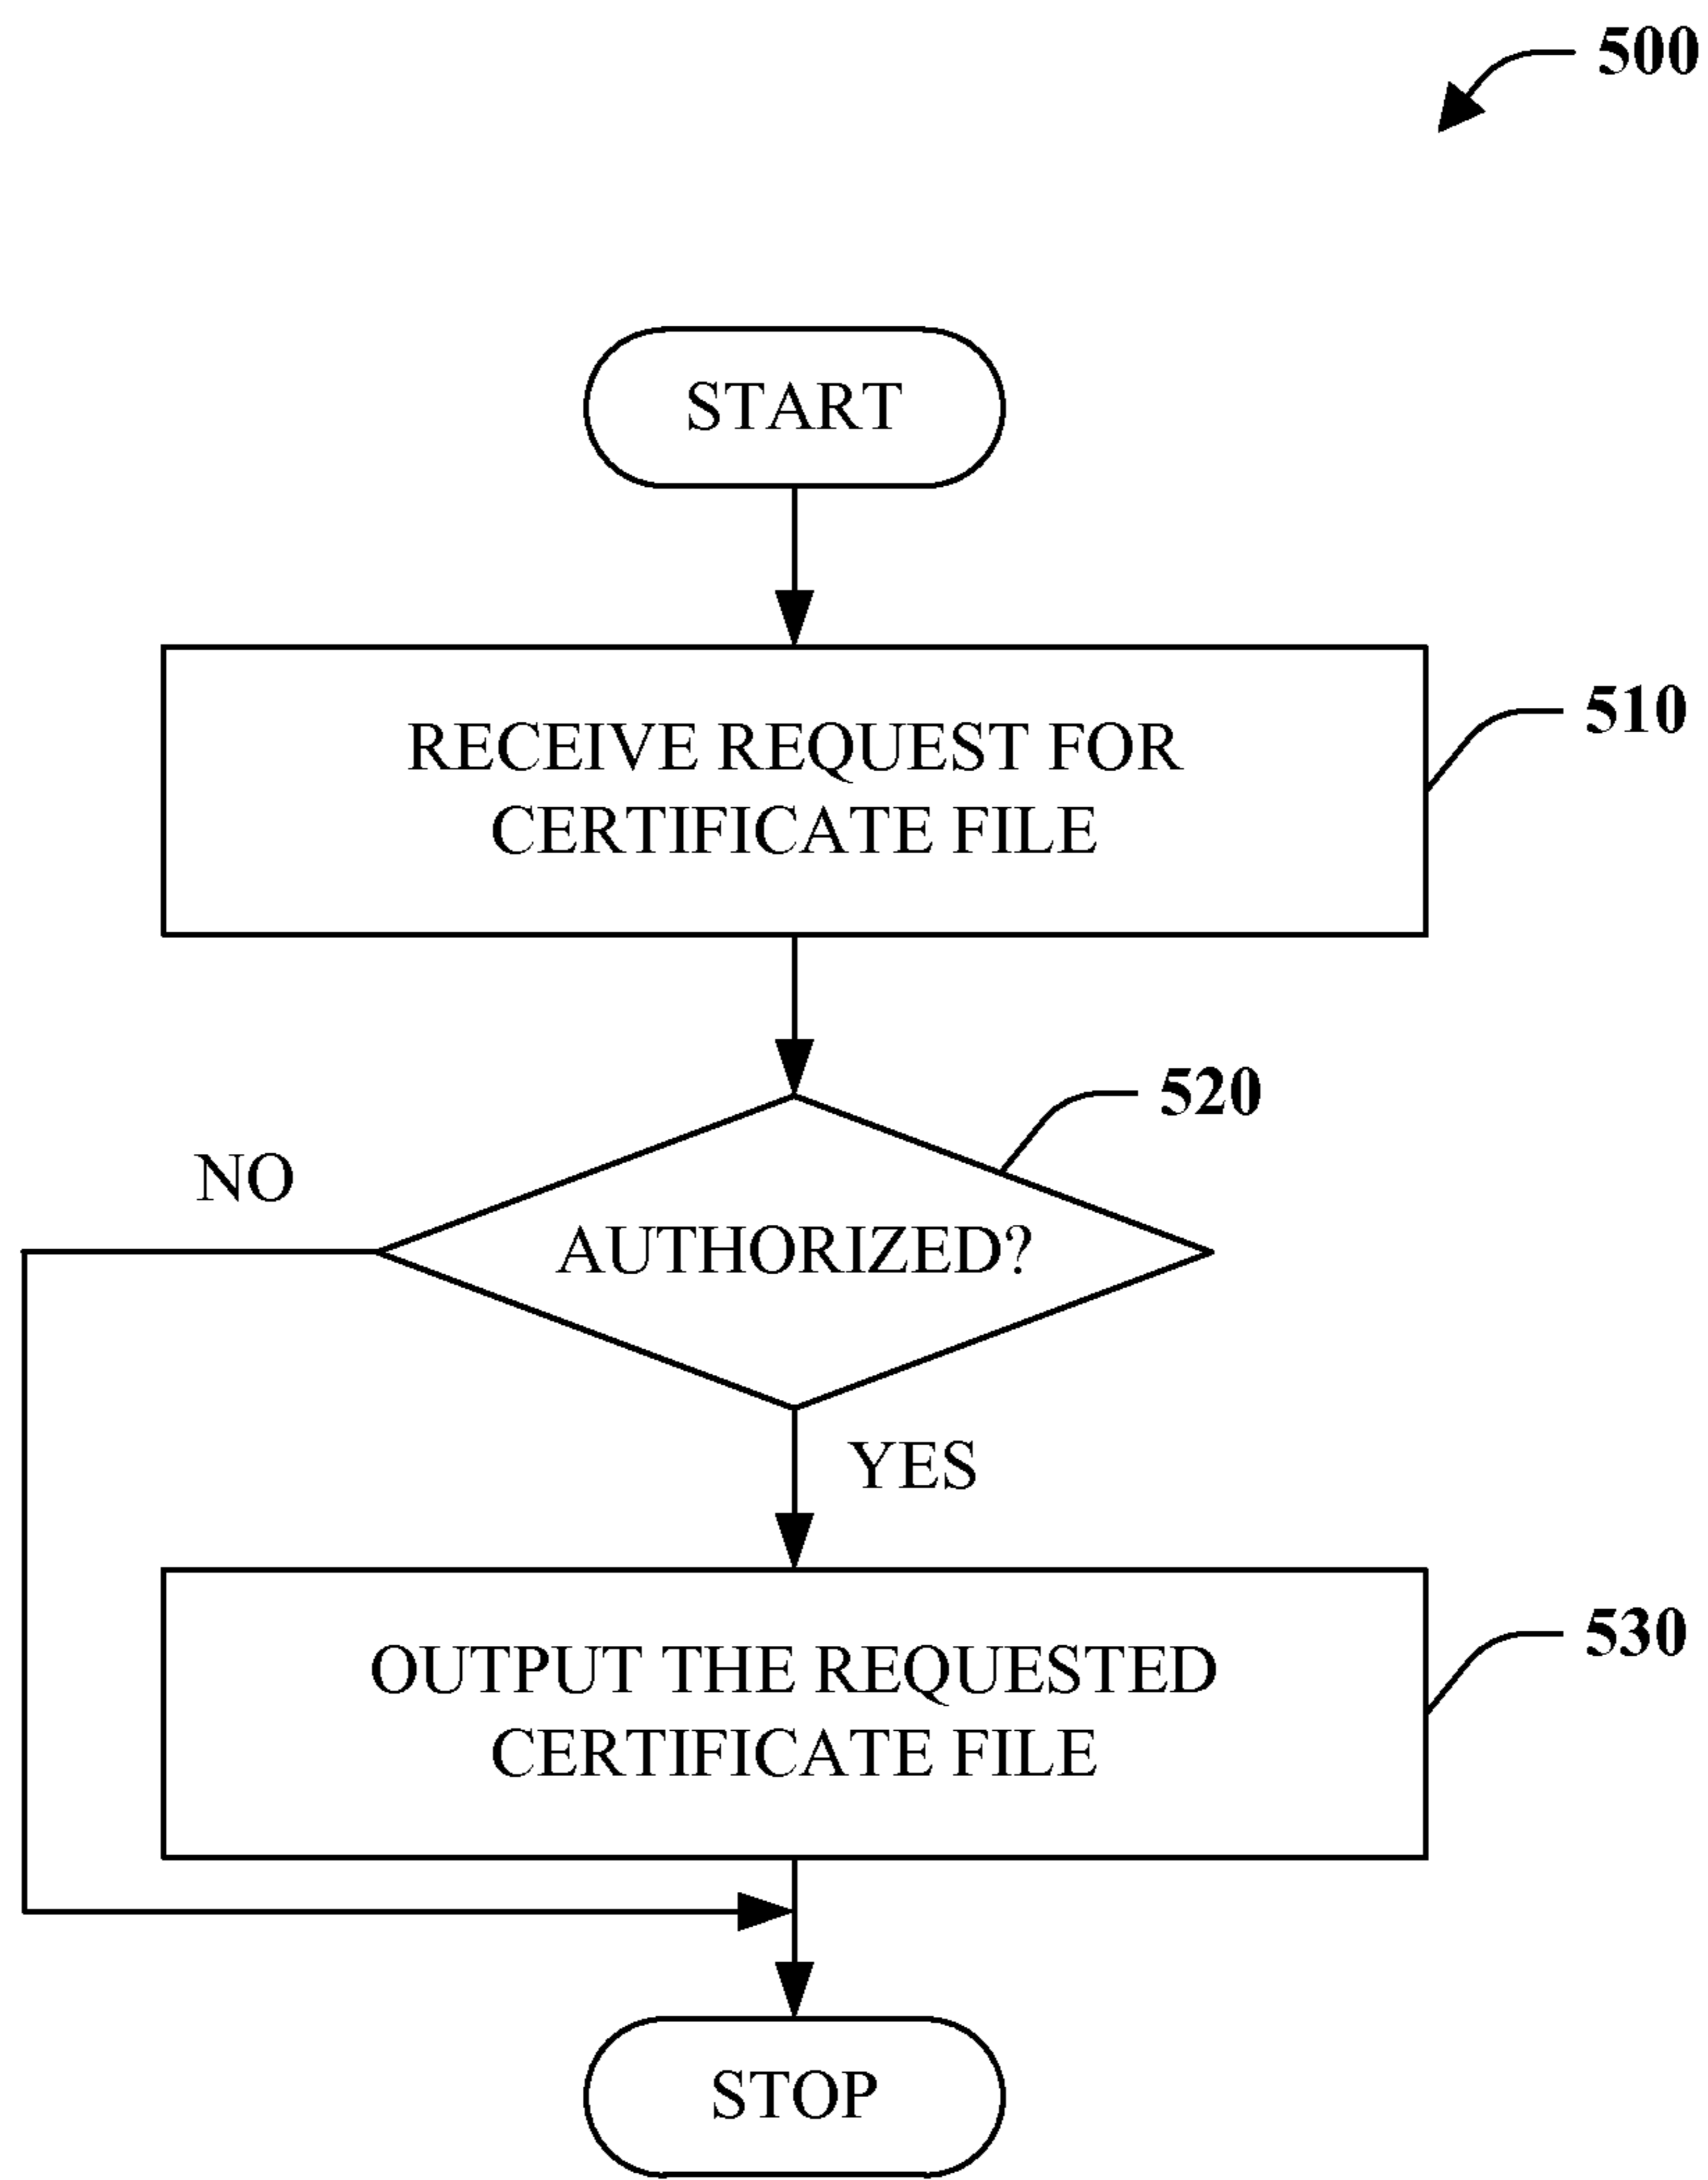 500
START
RECEIVE REQUEST FOR
CERTIFICATE FILE
510
520
NO
AUTHORIZED?
YES
OUTPUT THE REQUESTED
CERTIFICATE FILE
530
STOP